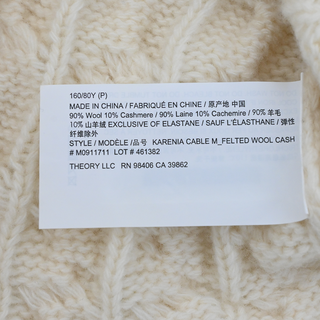 160/80Y (P)
MADE IN CHINA / FABRIQUÉ EN CHINE / 原产地 中国
90% Wool 10% Cashmere / 90% Laine 10% Cachemire / 90% 羊毛
10% 山羊绒 EXCLUSIVE OF ELASTANE / SAUF L'ÉLASTHANE / 弹性
纤维除外
STYLE / MODÈLE /品号 KARENIA CABLE M_FELTED WOOL CASH
# M0911711 LOT # 461382
THEORY LLC RN 98406 CA 39862